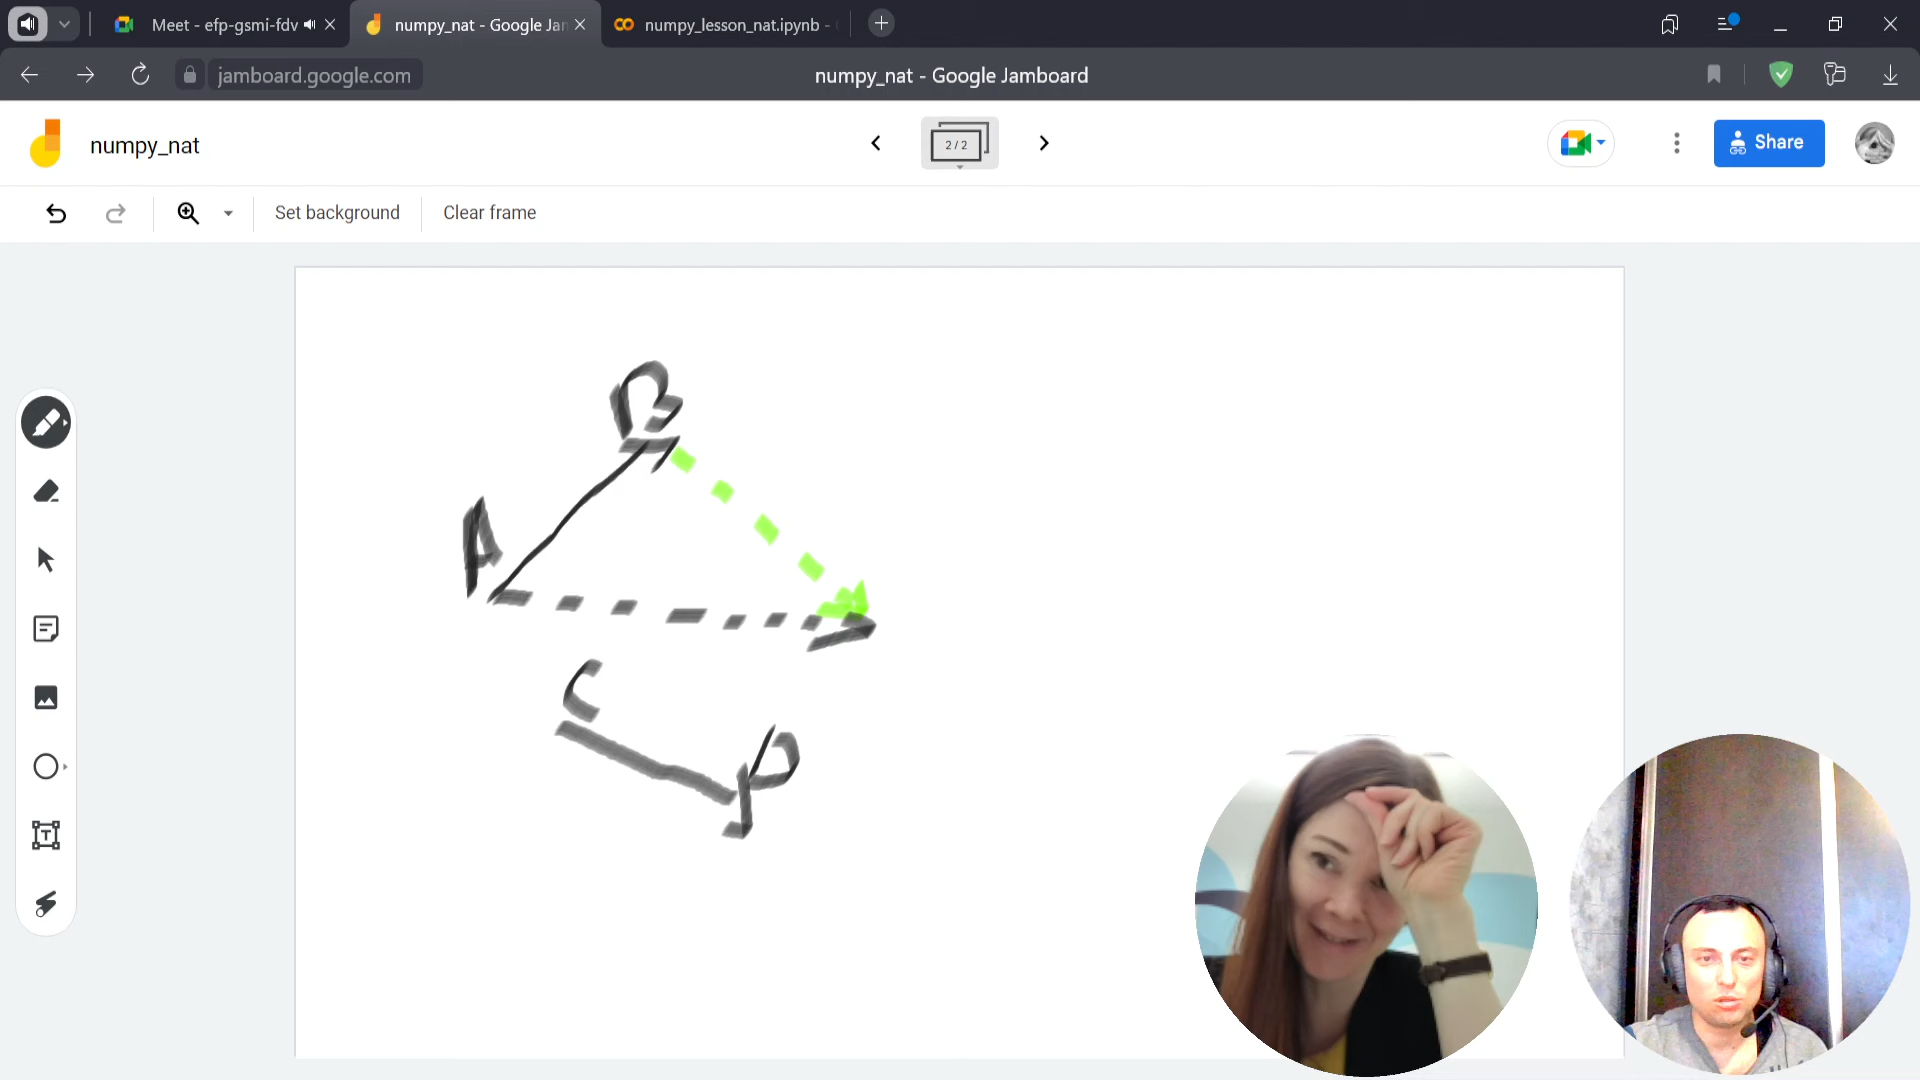 Meet - efp-gsmi-fdv
numpy_nat - Google Jan
numpy_lesson_nat.ipynb -
jamboard.google.com
numpy_nat - Google Jamboard
numpy_nat
2 / 2
Share
Set background
Clear frame
B
A
C